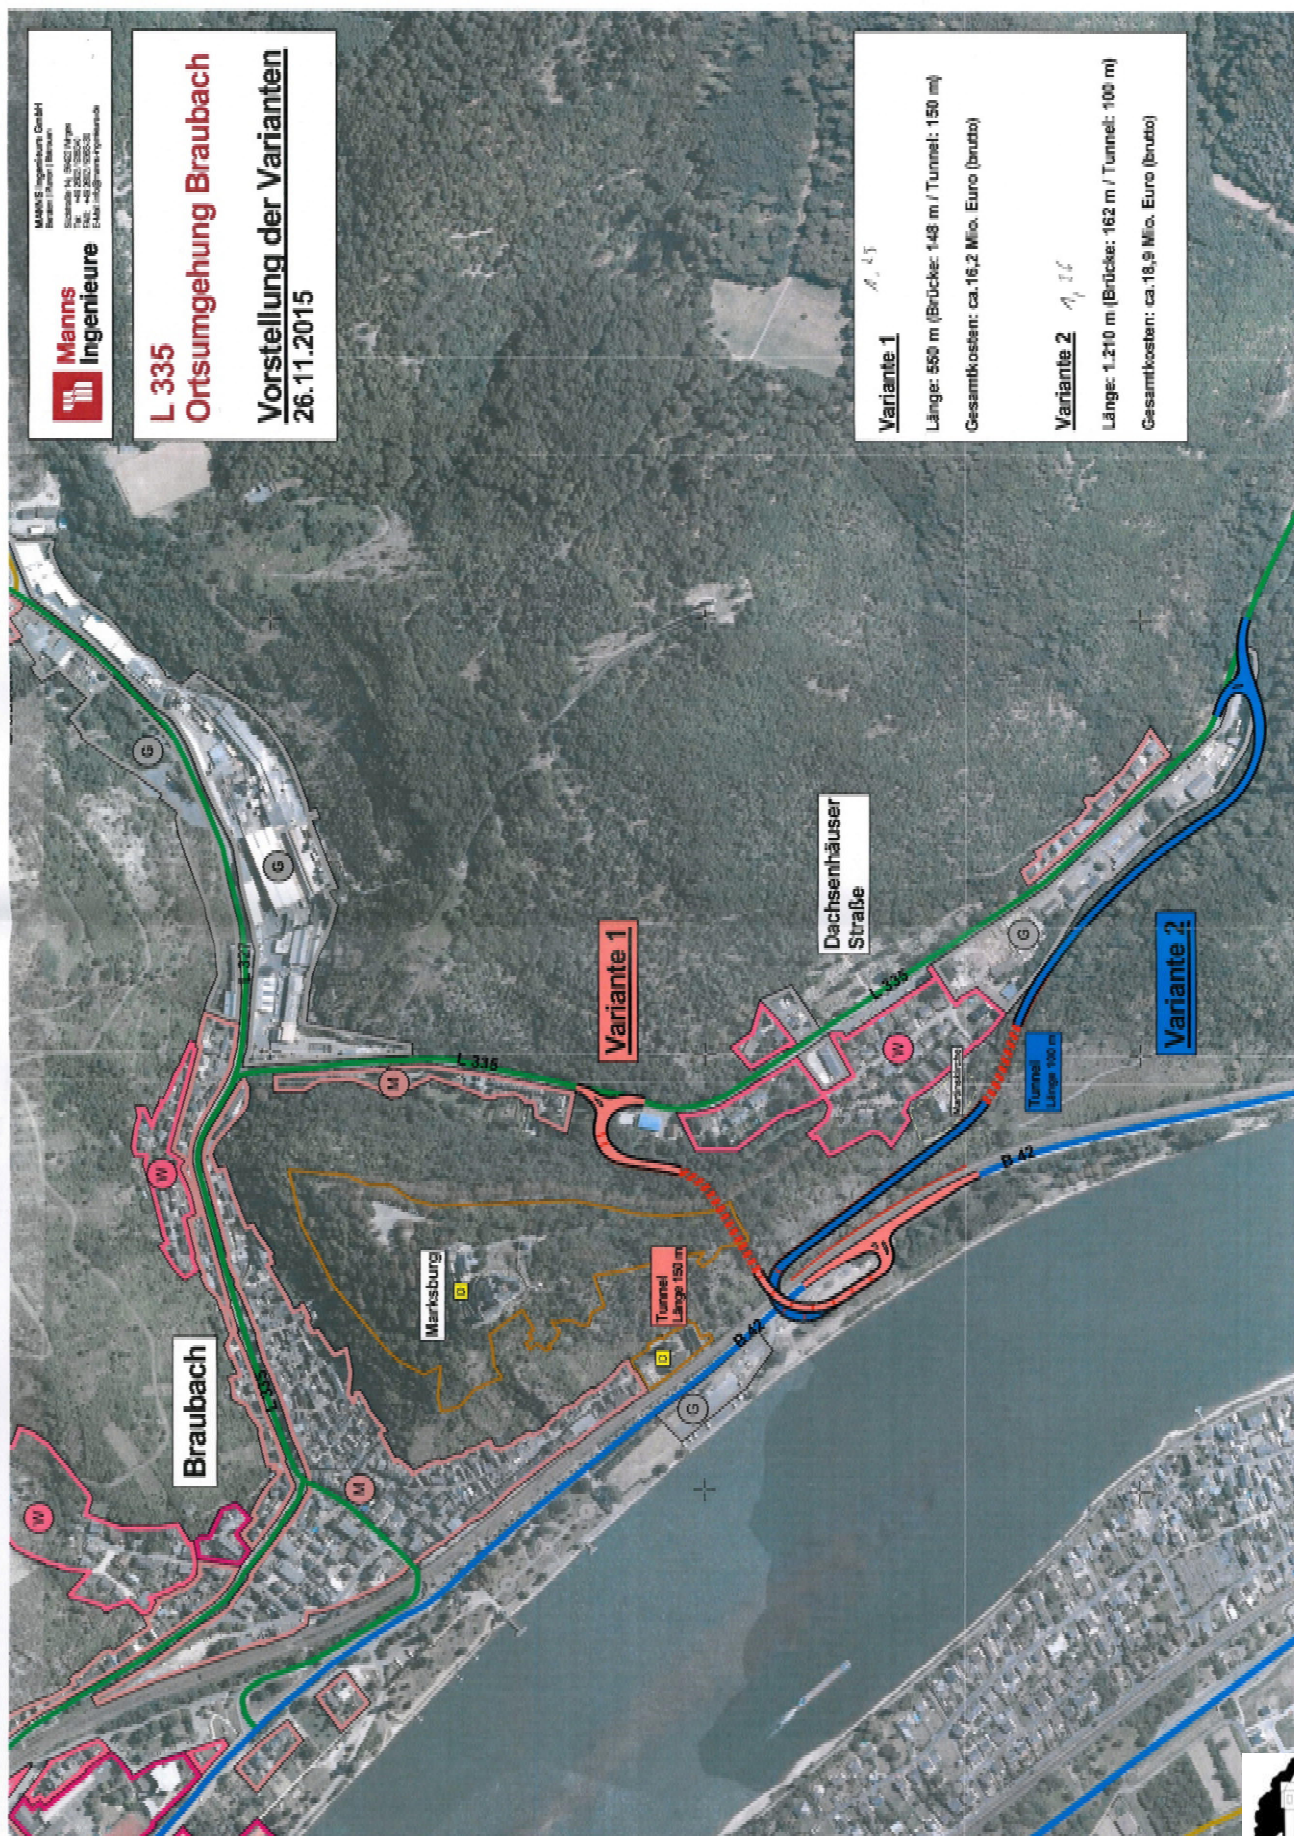 Manns
Ingenieure
MANNS Ingenieure GmbH
L 335
Ortsumgehung Braubach
Vorstellung der Varianten
26.11.2015
Variante 1
Länge: 550 m (Brücke: 148 m / Tunnel: 150 m)
Gesamtkosten: ca.16,2 Mio. Euro (brutto)
Variante 2
Länge: 1.210 m (Brücke: 162 m / Tunnel: 100 m)
Gesamtkosten: ca.18,9 Mio. Euro (brutto)
G
G
L 327
W
M
L 335
Variante 1
Dachsenhäuser
Straße
L 335
G
W
Variante 2
Tunnel
Länge 100 m
B 42
Marksburg
D
Tunnel
Länge 150 m
D
B 42
G
Braubach
M
W